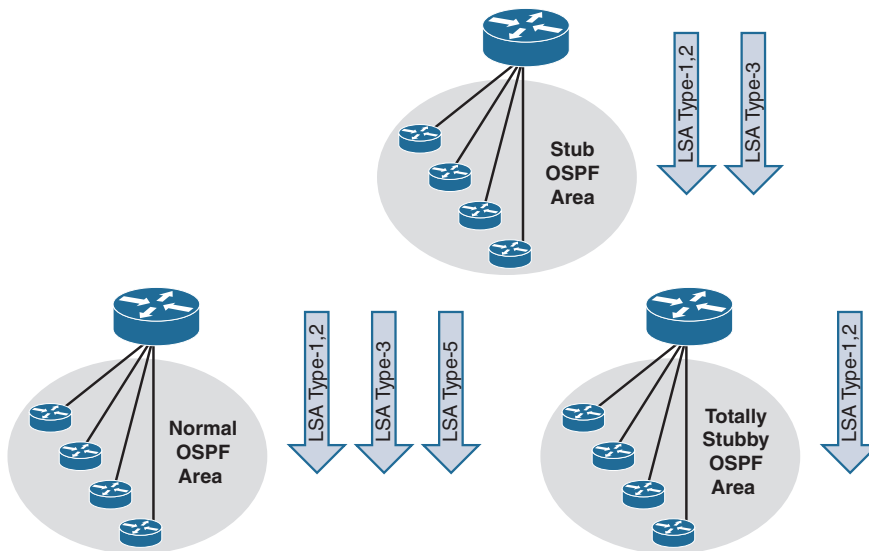 Stub
OSPF
Area
LSA Type-1,2
LSA Type-3
Normal
OSPF
Area
LSA Type-1,2
LSA Type-3
LSA Type-5
Totally
Stubby
OSPF
Area
LSA Type-1,2